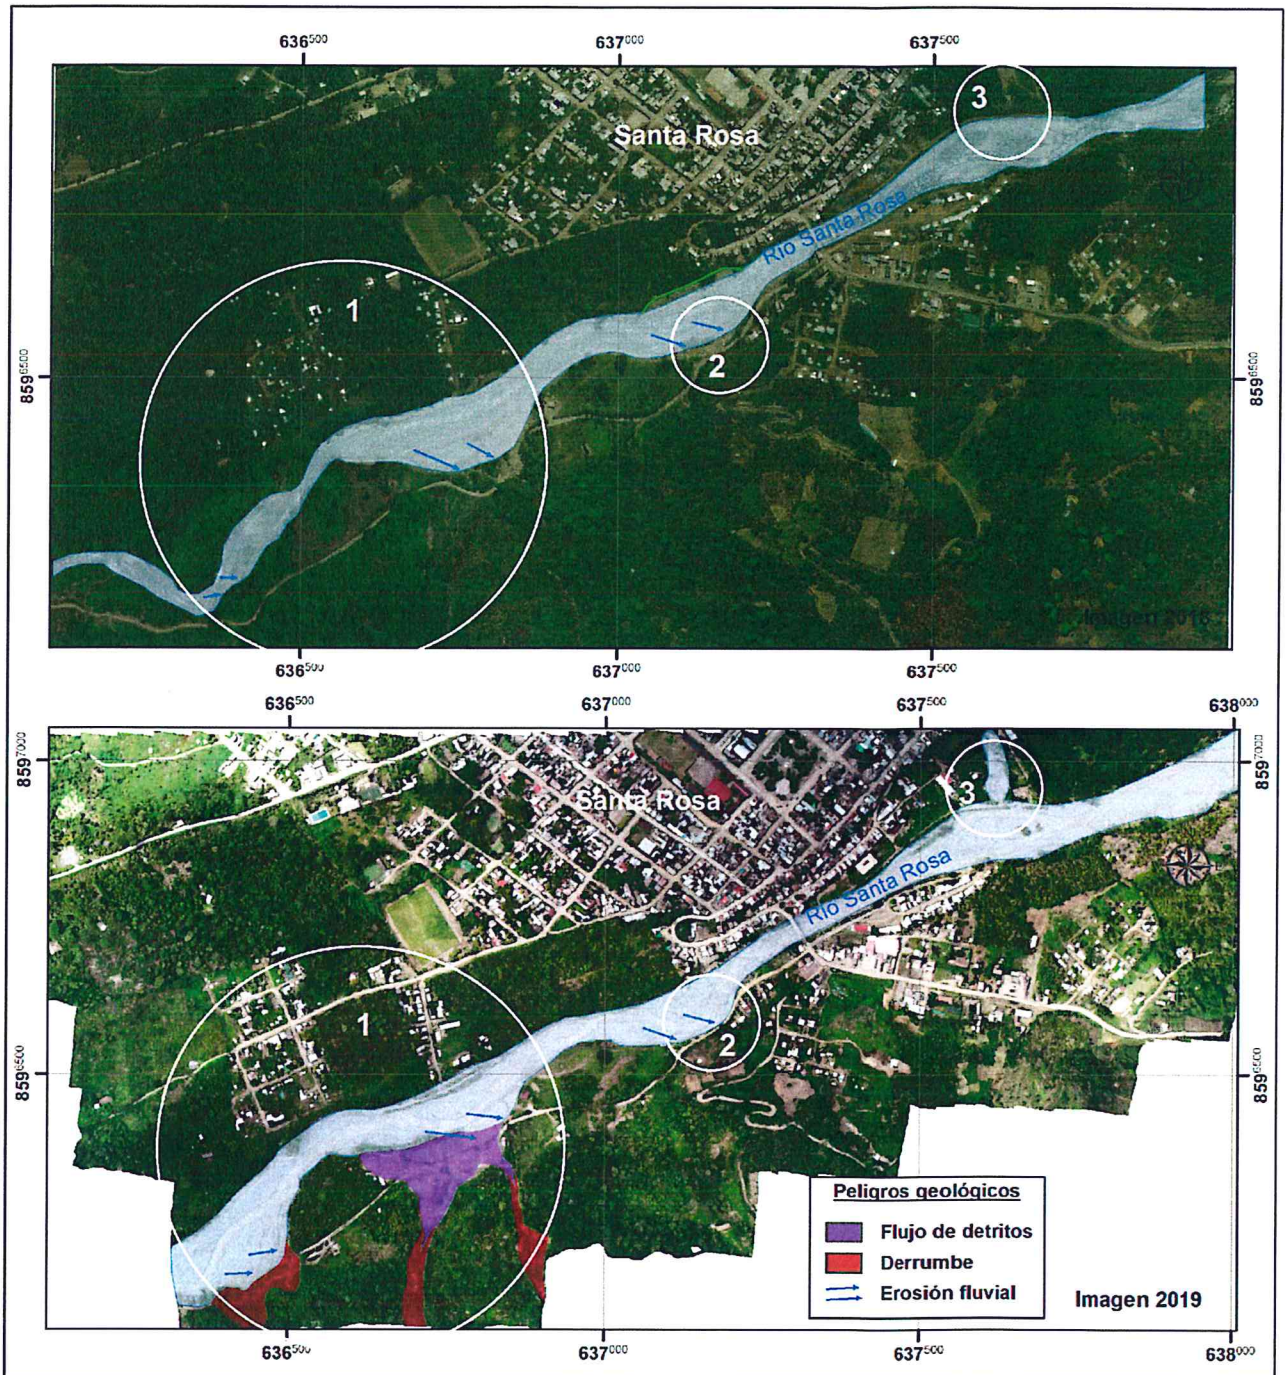 636500 637000 637500
3
Santa Rosa
Río Santa Rosa
1
2
8596500 8596500
Imagen 2016
636500 637000 637500
636500 637000 637500 638000
8597000 8597000
3
Santa Rosa
Río Santa Rosa
1
2
8596500 8596500
Peligros geológicos
Flujo de detritos
Derrumbe
Erosión fluvial
Imagen 2019
636500 637000 637500 638000